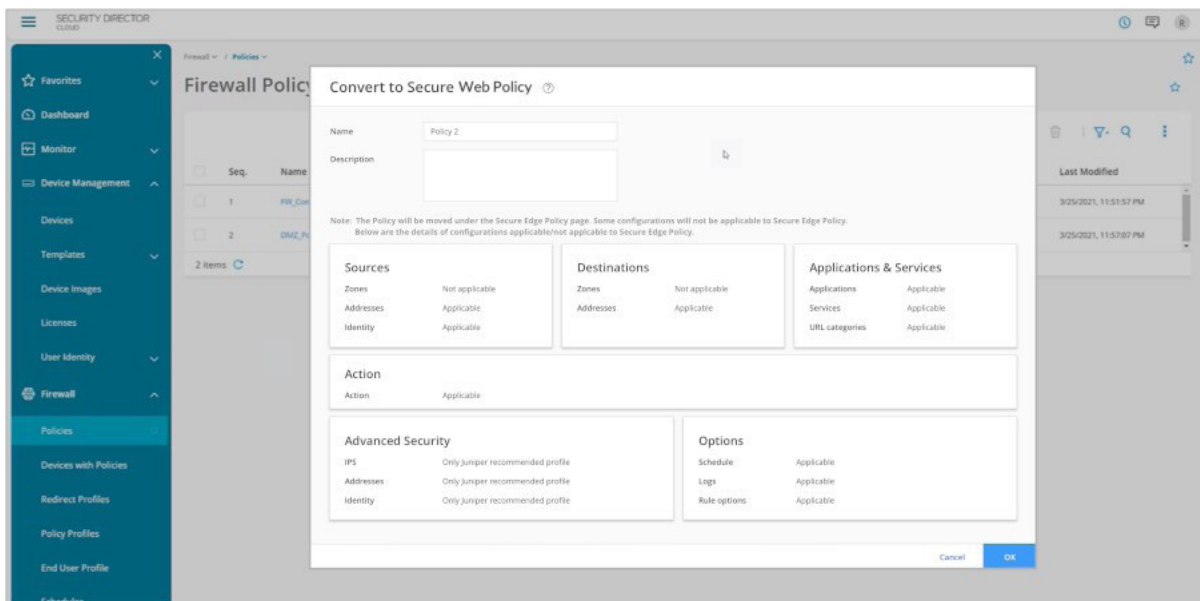 SECURITY DIRECTOR
CLOUD
R
Favorites
Dashboard
Monitor
Device Management
Devices
Templates
Device Images
Licenses
User Identity
Firewall
Policies
Devices with Policies
Redirect Profiles
Policy Profiles
End User Profile
Schedules
Firewall / Policies
Firewall Policy
Seq. Name Last Modified
1 FW_Con 3/25/2021, 11:51:57 PM
2 DMZ_Po 3/25/2021, 11:57:07 PM
2 items
Convert to Secure Web Policy ?
Name Policy 2
Description
Note: The Policy will be moved under the Secure Edge Policy page. Some configurations will not be applicable to Secure Edge Policy.
Below are the details of configurations applicable/not applcable to Secure Edge Policy.
Sources
Zones Not applicable
Addresses Applicable
Identity Applicable
Destinations
Zones Not applicable
Addresses Applicable
Applications & Services
Applications Applicable
Services Applicable
URL categories Applicable
Action
Action Applicable
Advanced Security
IPS Only Juniper recommended profile
Addresses Only Juniper recommended profile
Identity Only Juniper recommended profile
Options
Schedule Applicable
Logs Applicable
Rule options Applicable
Cancel OK